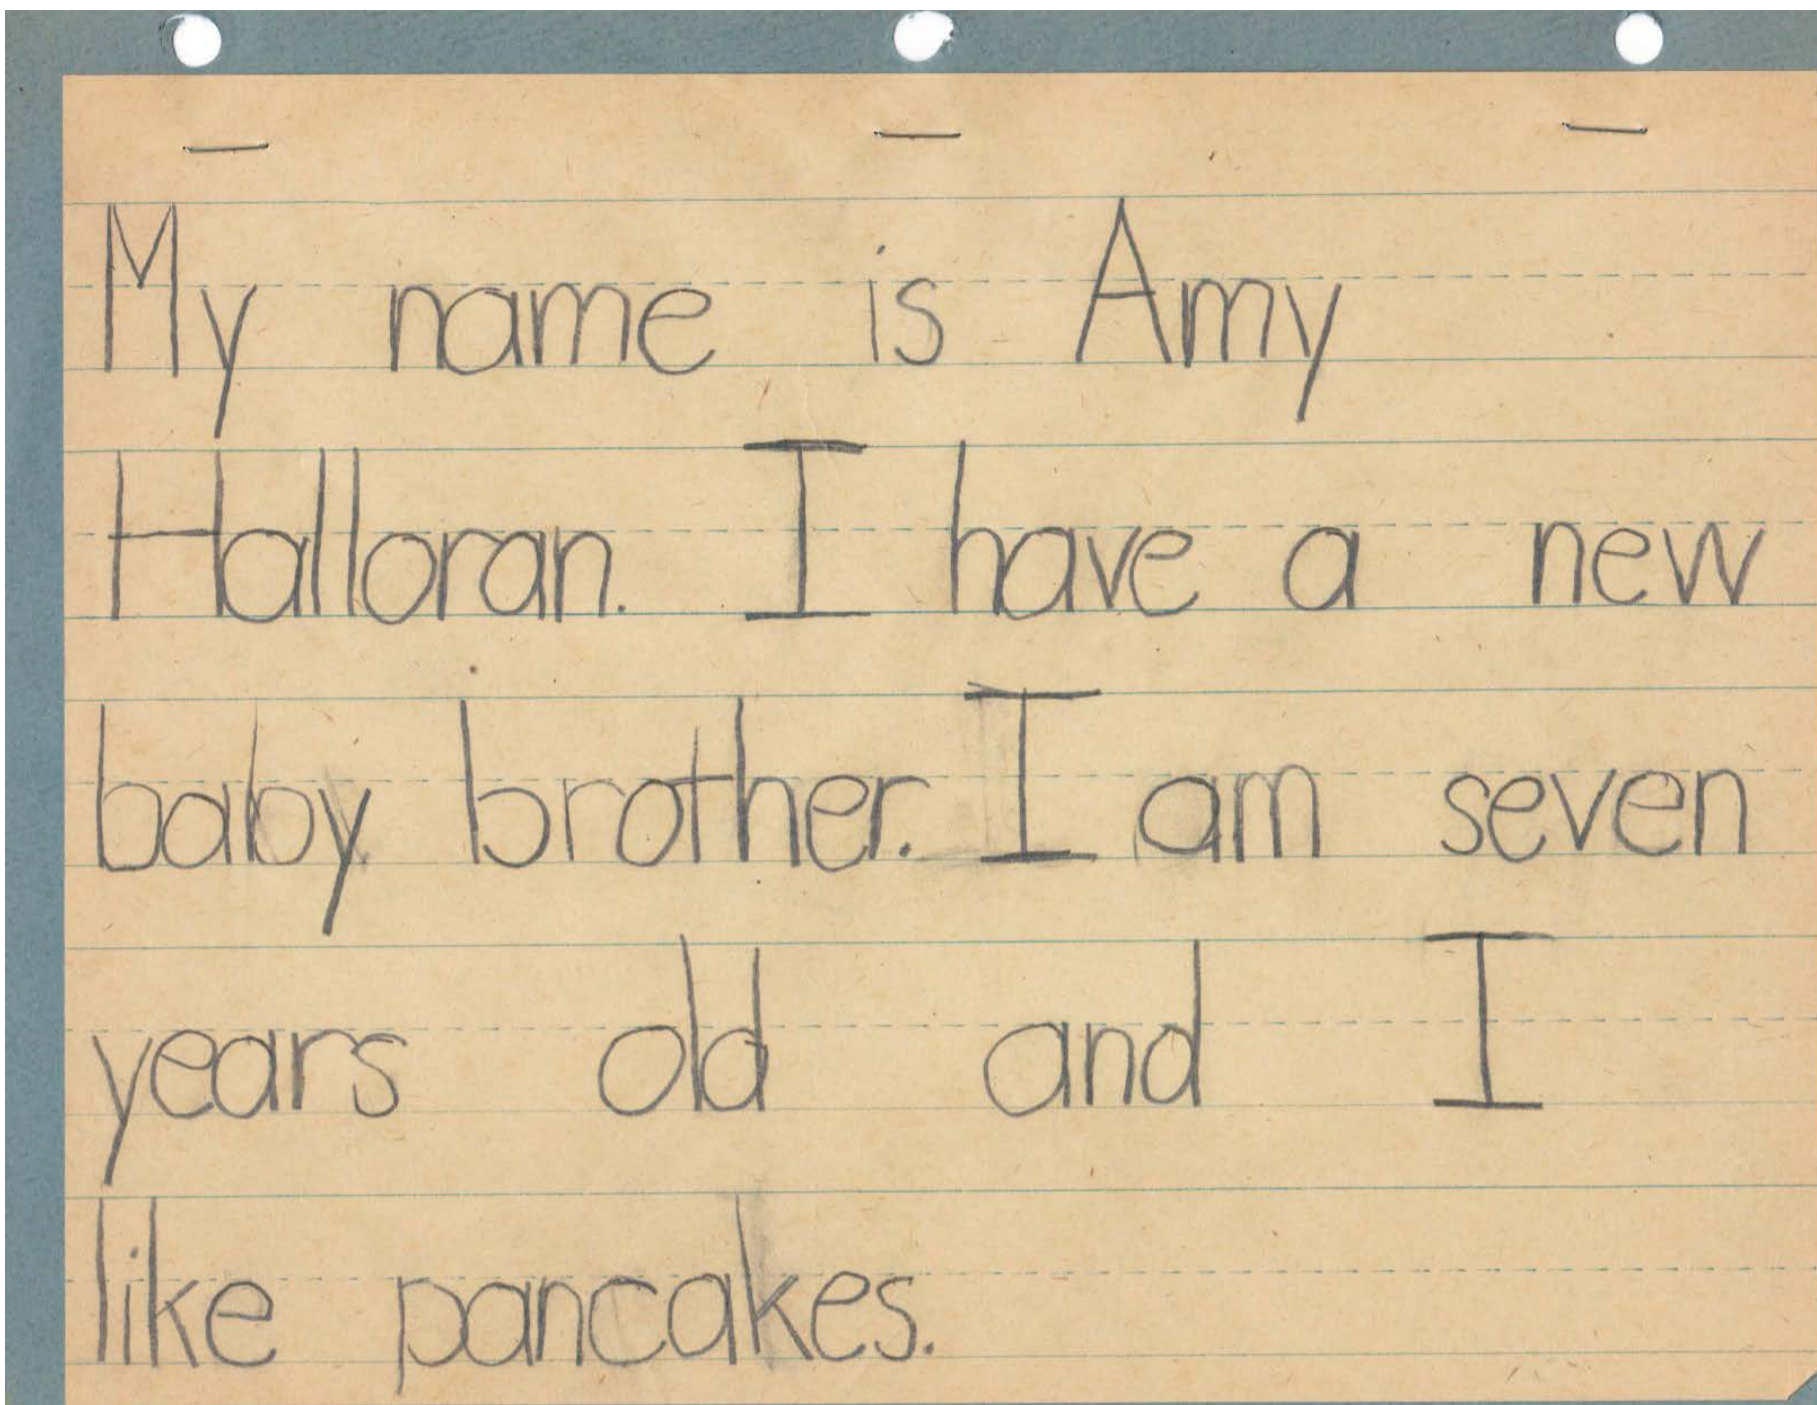 My name is Amy
Halloran. I have a new
baby brother. I am seven
years old and I
like pancakes.